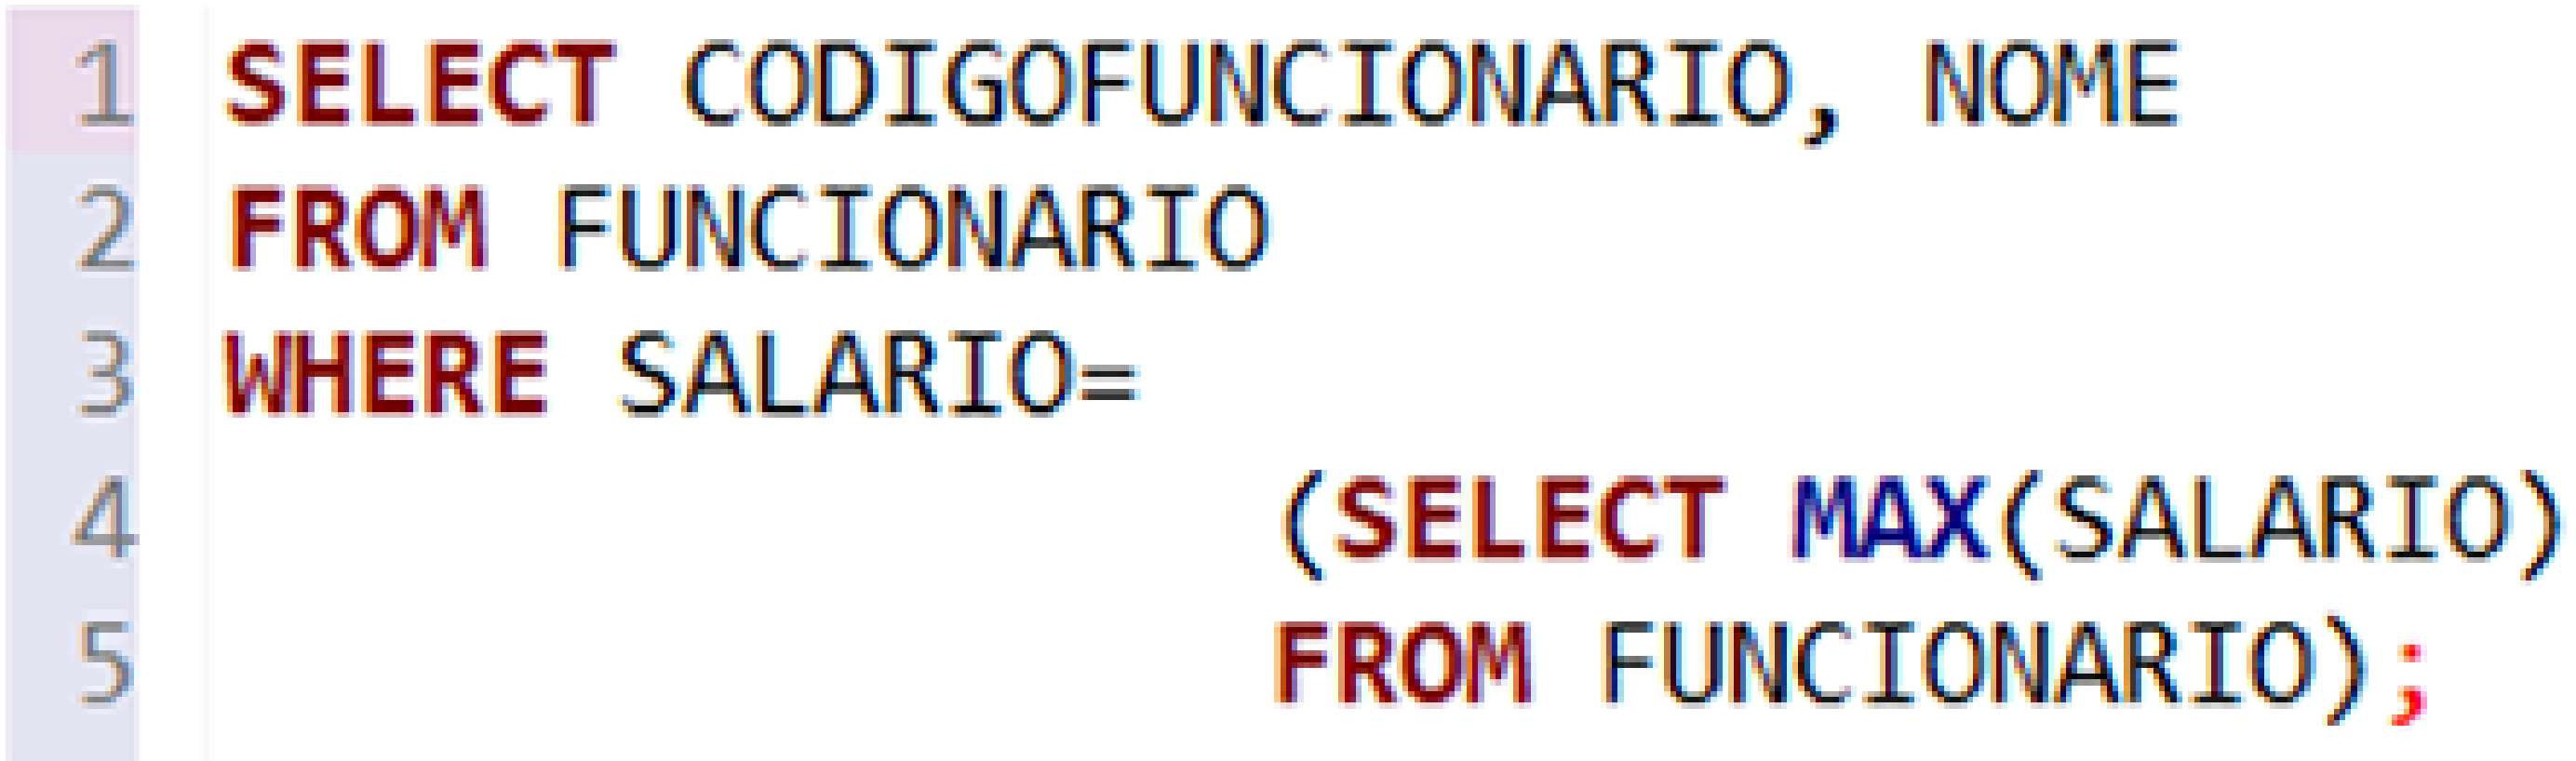 1 SELECT CODIGOFUNCIONARIO, NOME
2 FROM FUNCIONARIO
3 WHERE SALARIO=
4 (SELECT MAX(SALARIO)
5 FROM FUNCIONARIO);